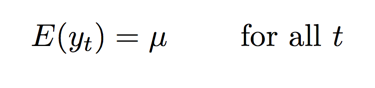 E(y_t) = μ for all t